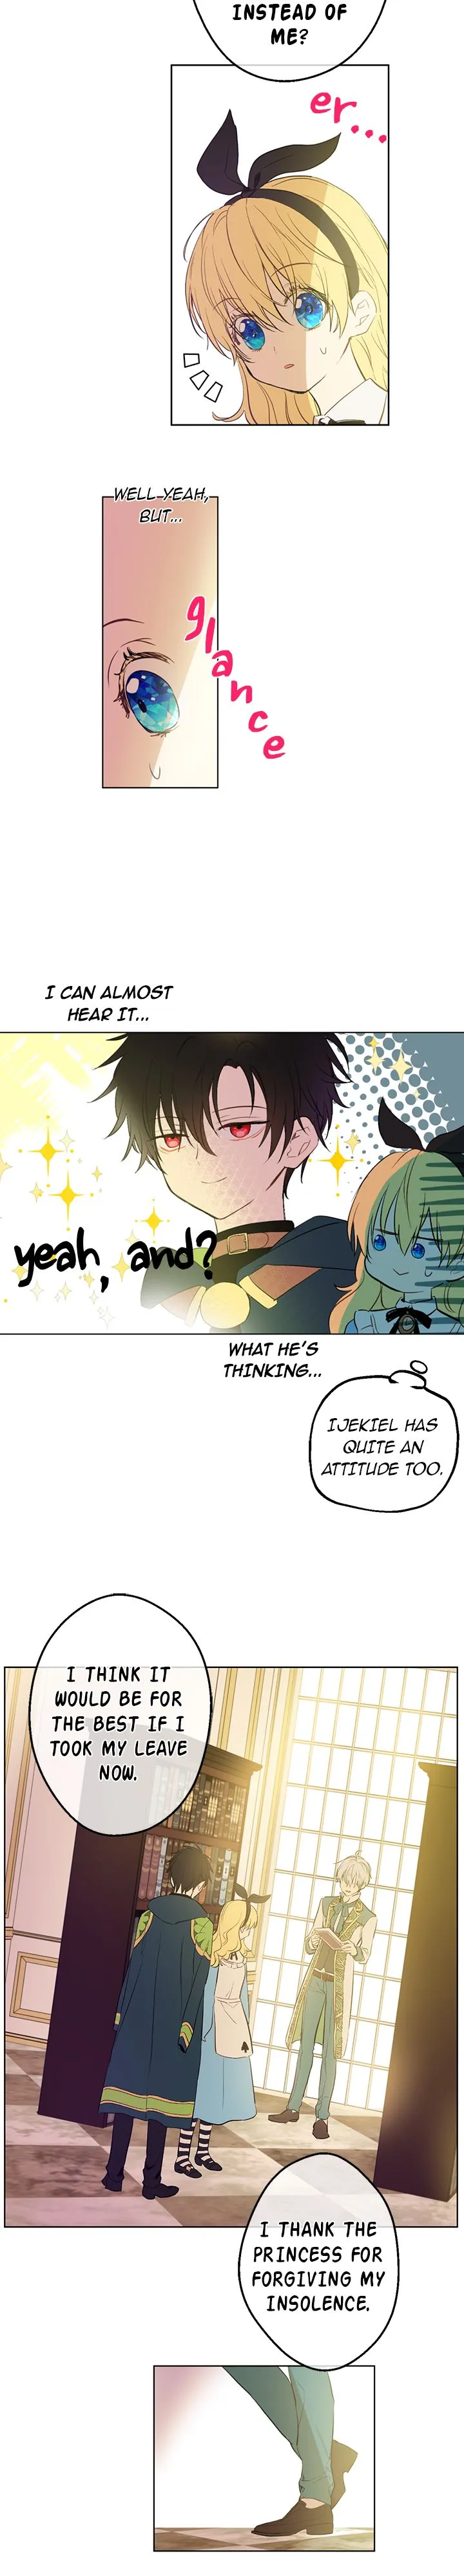 INSTEAD OF
ME?
er...
WELL YEAH,
BUT...
glance
I CAN ALMOST
HEAR IT...
yeah, and?
WHAT HE'S
THINKING...
IJEKIEL HAS
QUITE AN
ATTITUDE TOO.
I THINK IT
WOULD BE FOR
THE BEST IF I
TOOK MY LEAVE
NOW.
I THANK THE
PRINCESS FOR
FORGIVING MY
INSOLENCE.